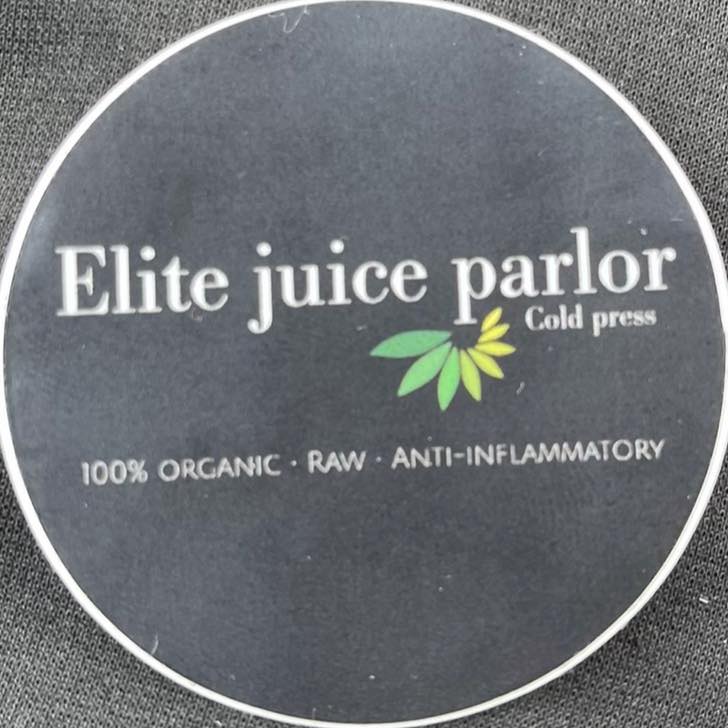 Elite juice parlor
Cold press
100% ORGANIC · RAW · ANTI-INFLAMMATORY